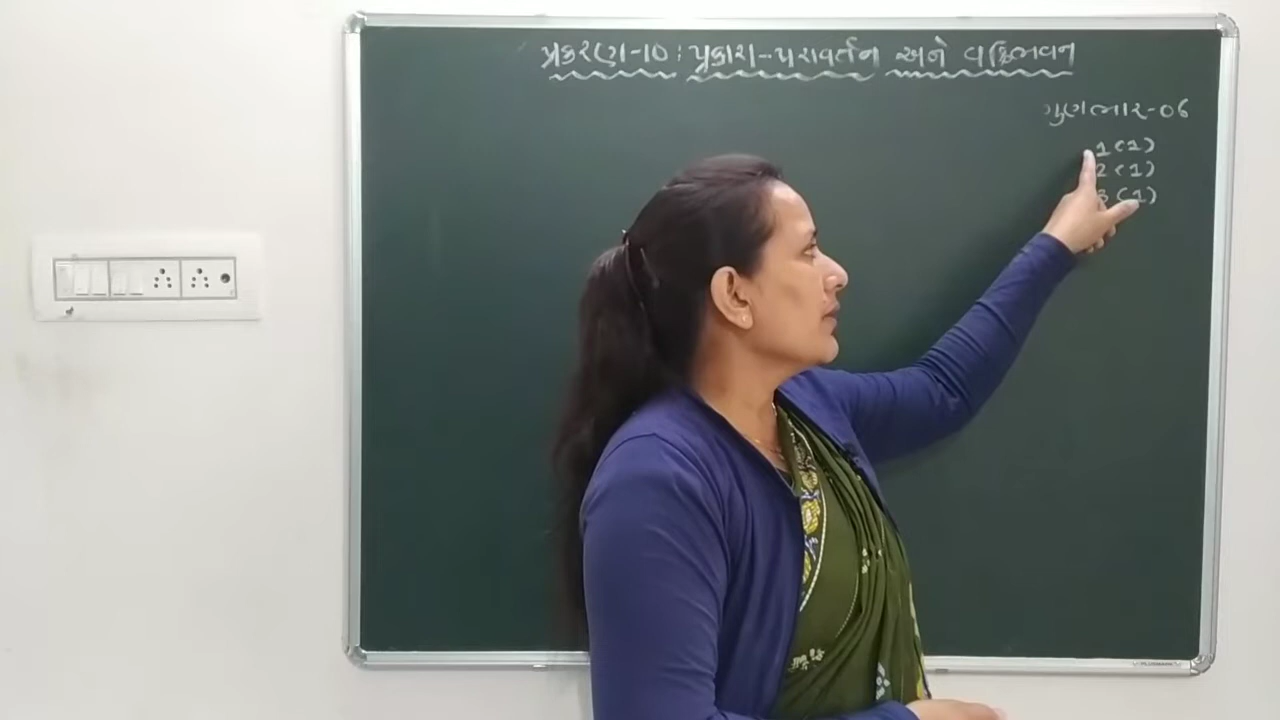 પ્રકરણ-10 : પ્રકાશ-પરાવર્તન અને વક્રિભવન
ગુણભાર-06
1(1)
2(1)
3(1)